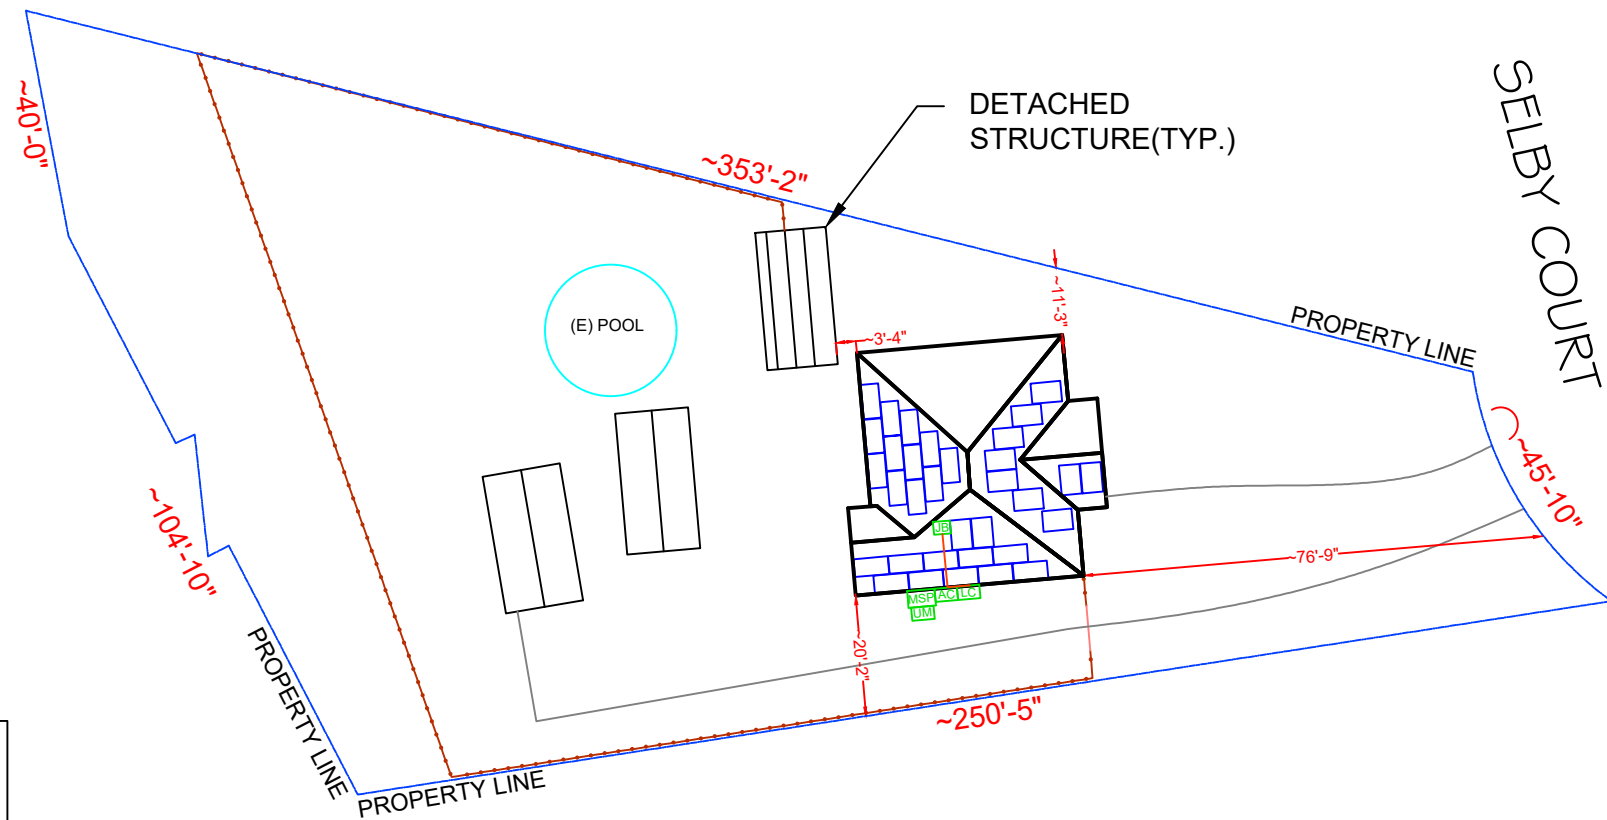 ~40'-0"
DETACHED
STRUCTURE(TYP.)
~353'-2"
SELBY COURT
~11'-3"
(E) POOL
~3'-4"
PROPERTY LINE
~45'-10"
~104'-10"
JB
~76'-9"
MSP
AC
LC
UM
~20'-2"
PROPERTY LINE
~250'-5"
PROPERTY LINE